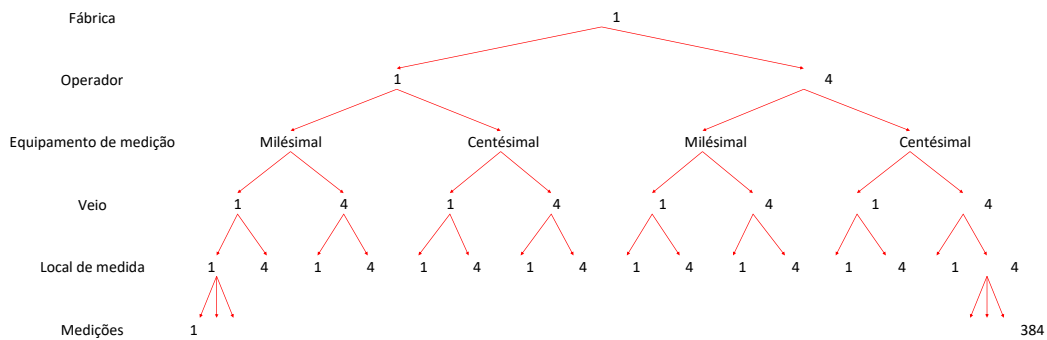 Fábrica 1
Operador 1 4
Equipamento de medição Milésimal Centésimal Milésimal Centésimal
Veio 1 4 1 4 1 4 1 4
Local de medida 1 4 1 4 1 4 1 4 1 4 1 4 1 4 1 4
Medições 1 384